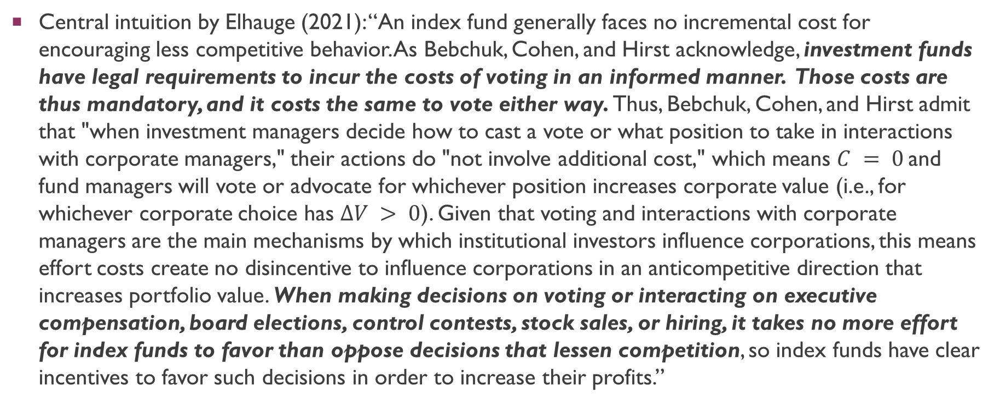 ▪ Central intuition by Elhauge (2021):“An index fund generally faces no incremental cost for
encouraging less competitive behavior.As Bebchuk, Cohen, and Hirst acknowledge, investment funds
have legal requirements to incur the costs of voting in an informed manner. Those costs are
thus mandatory, and it costs the same to vote either way. Thus, Bebchuk, Cohen, and Hirst admit
that "when investment managers decide how to cast a vote or what position to take in interactions
with corporate managers," their actions do "not involve additional cost," which means C = 0 and
fund managers will vote or advocate for whichever position increases corporate value (i.e., for
whichever corporate choice has ΔV > 0). Given that voting and interactions with corporate
managers are the main mechanisms by which institutional investors influence corporations, this means
effort costs create no disincentive to influence corporations in an anticompetitive direction that
increases portfolio value. When making decisions on voting or interacting on executive
compensation, board elections, control contests, stock sales, or hiring, it takes no more effort
for index funds to favor than oppose decisions that lessen competition, so index funds have clear
incentives to favor such decisions in order to increase their profits.”